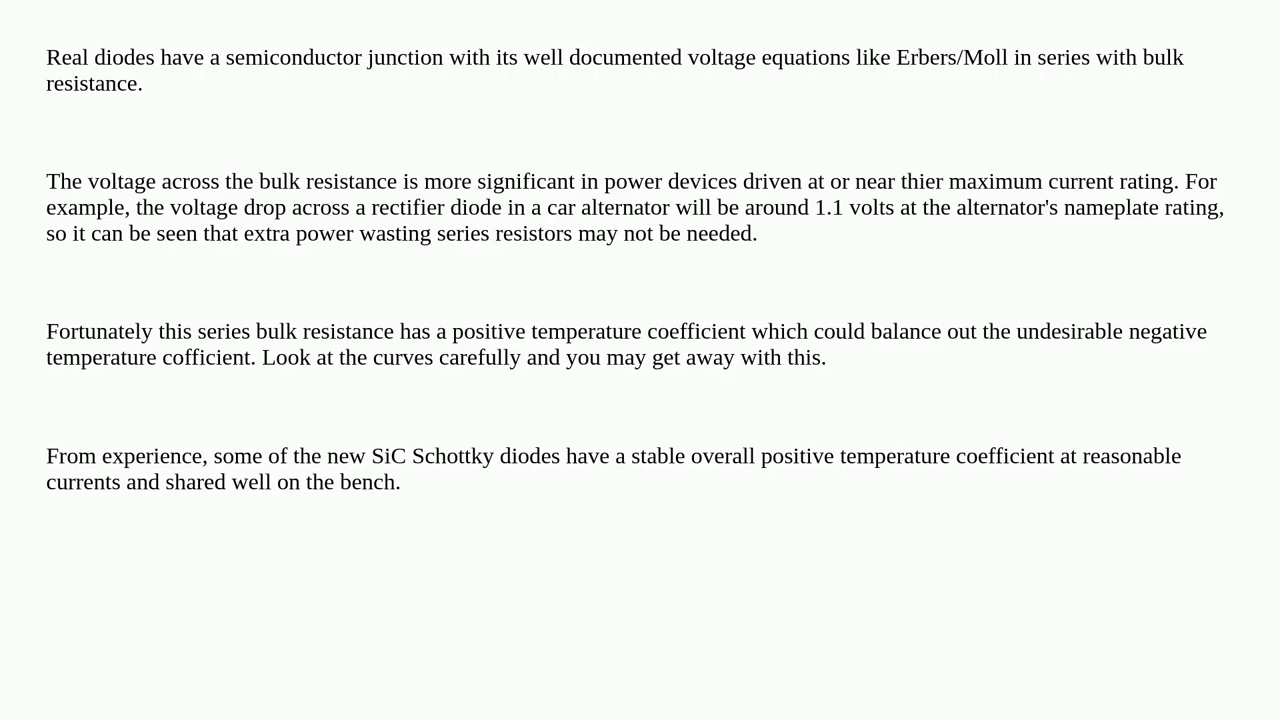 Real diodes have a semiconductor junction with its well documented voltage equations like Erbers/Moll in series with bulk
resistance.
The voltage across the bulk resistance is more significant in power devices driven at or near thier maximum current rating. For
example, the voltage drop across a rectifier diode in a car alternator will be around 1.1 volts at the alternator's nameplate rating,
so it can be seen that extra power wasting series resistors may not be needed.
Fortunately this series bulk resistance has a positive temperature coefficient which could balance out the undesirable negative
temperature cofficient. Look at the curves carefully and you may get away with this.
From experience, some of the new SiC Schottky diodes have a stable overall positive temperature coefficient at reasonable
currents and shared well on the bench.